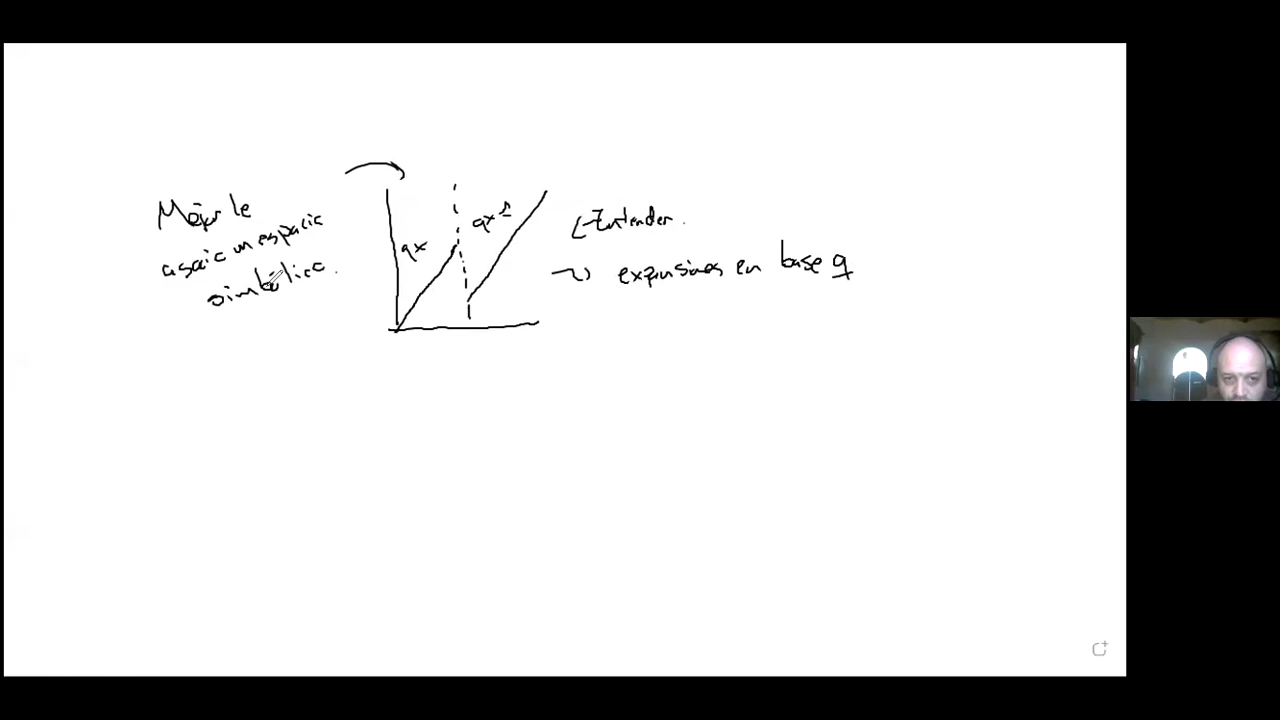 Mejor le
asocio un espacio
simbólico.
qx
qx-1
Entender.
expansiones en base q